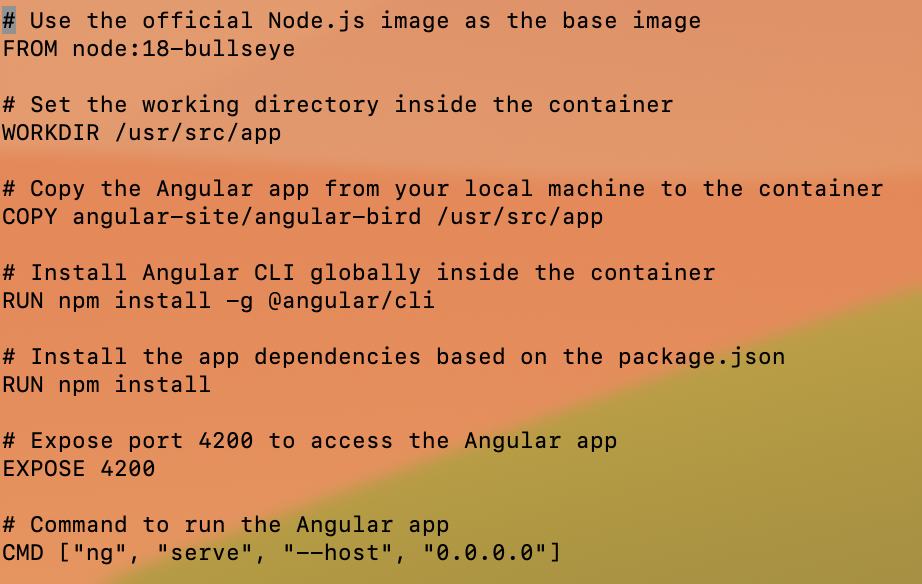 # Use the official Node.js image as the base image
FROM node:18-bullseye
# Set the working directory inside the container
WORKDIR /usr/src/app
# Copy the Angular app from your local machine to the container
COPY angular-site/angular-bird /usr/src/app
# Install Angular CLI globally inside the container
RUN npm install -g @angular/cli
# Install the app dependencies based on the package.json
RUN npm install
# Expose port 4200 to access the Angular app
EXPOSE 4200
# Command to run the Angular app
CMD ["ng", "serve", "--host", "0.0.0.0"]